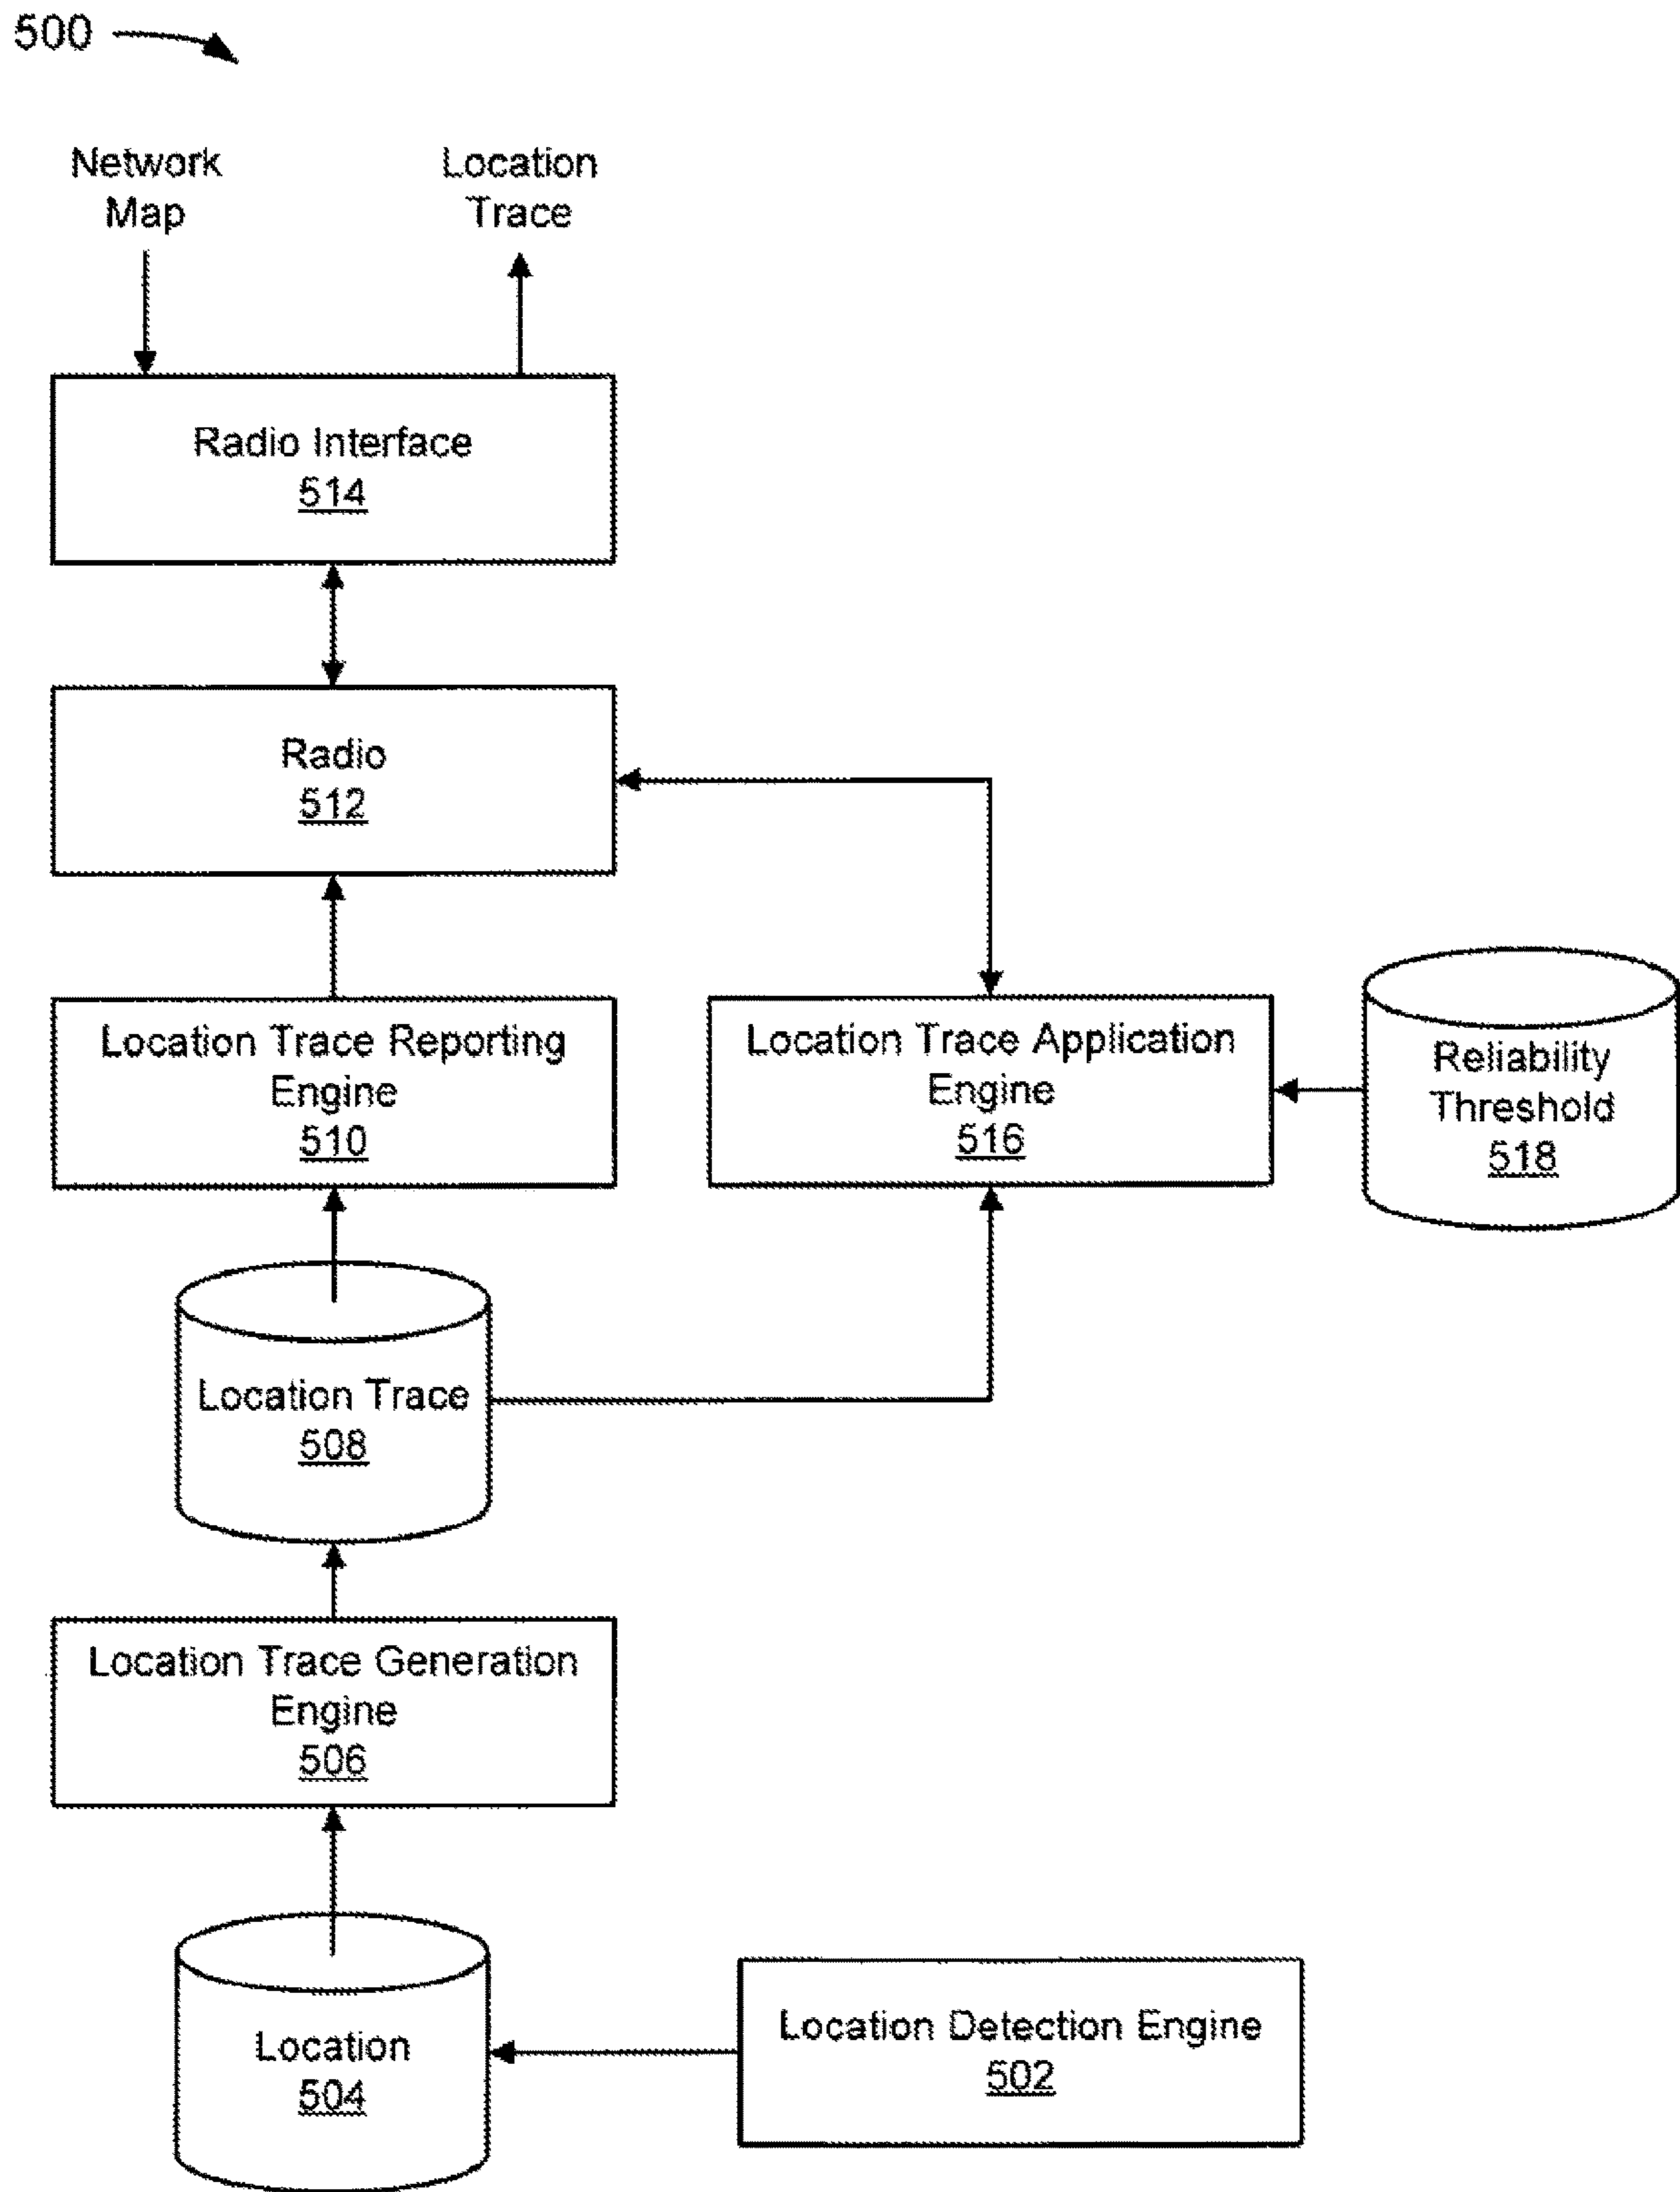 500
Network
Map
Location
Trace
Radio Interface
514
Radio
512
Location Trace Reporting
Engine
510
Location Trace Application
Engine
516
Reliability
Threshold
518
Location Trace
508
Location Trace Generation
Engine
506
Location
504
Location Detection Engine
502